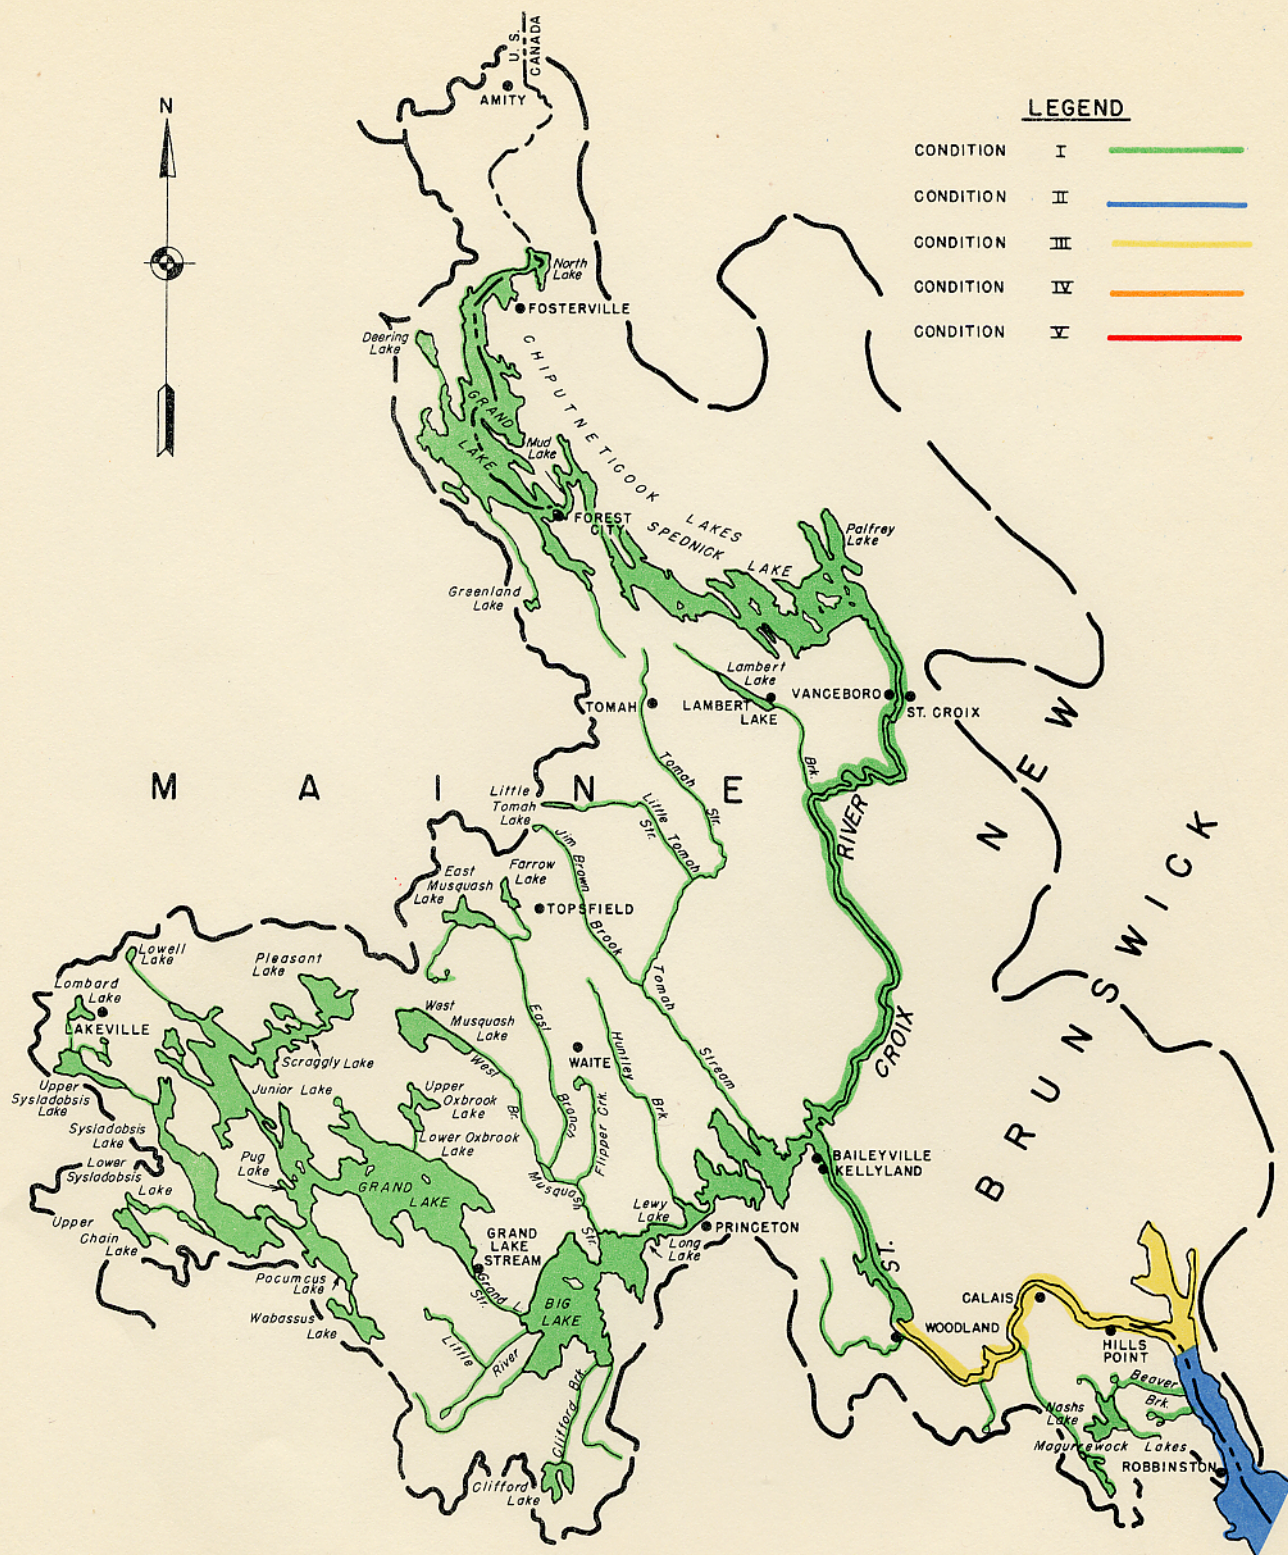 U. S.
CANADA
AMITY
N
LEGEND
CONDITION I
CONDITION II
CONDITION III
CONDITION IV
CONDITION V
North
Lake
FOSTERVILLE
Deering
Lake
CHIPUTNETICOOK LAKES
GRAND
LAKE
Mud
Lake
FOREST
CITY
SPEDNICK LAKE
Palfrey
Lake
Greenland
Lake
Lambert
Lake
TOMAH
LAMBERT
LAKE
VANCEBORO
ST. CROIX
MAINE
NEW
BRUNSWICK
Tomah Str.
Brk.
Little
Tomah
Lake
Little Tomah
Str.
Jim Brown Brook
ST. CROIX RIVER
East
Musquash
Lake
Farrow
Lake
TOPSFIELD
Lowell
Lake
Pleasant
Lake
Lombard
Lake
LAKEVILLE
West
Musquash
Lake
Scraggly Lake
Tomah Stream
East Branch
WAITE
Huntley Brk.
West Br.
Flipper Crk.
Upper
Sysladobsis
Lake
Junior Lake
Upper
Oxbrook
Lake
Sysladobsis
Lake
Lower Oxbrook
Lake
Lower
Sysladobsis
Lake
Pug
Lake
GRAND
LAKE
Musquash Str.
BAILEYVILLE
KELLYLAND
Lewy
Lake
PRINCETON
Upper
Chain
Lake
GRAND
LAKE
STREAM
Long
Lake
Pocumcus
Lake
Grand L.
Str.
BIG
LAKE
Wabassus
Lake
Little River
CALAIS
WOODLAND
HILLS
POINT
Clifford Brk.
Beaver
Brk.
Nashs
Lake
Magurrewock Lakes
ROBBINSTON
Clifford
Lake